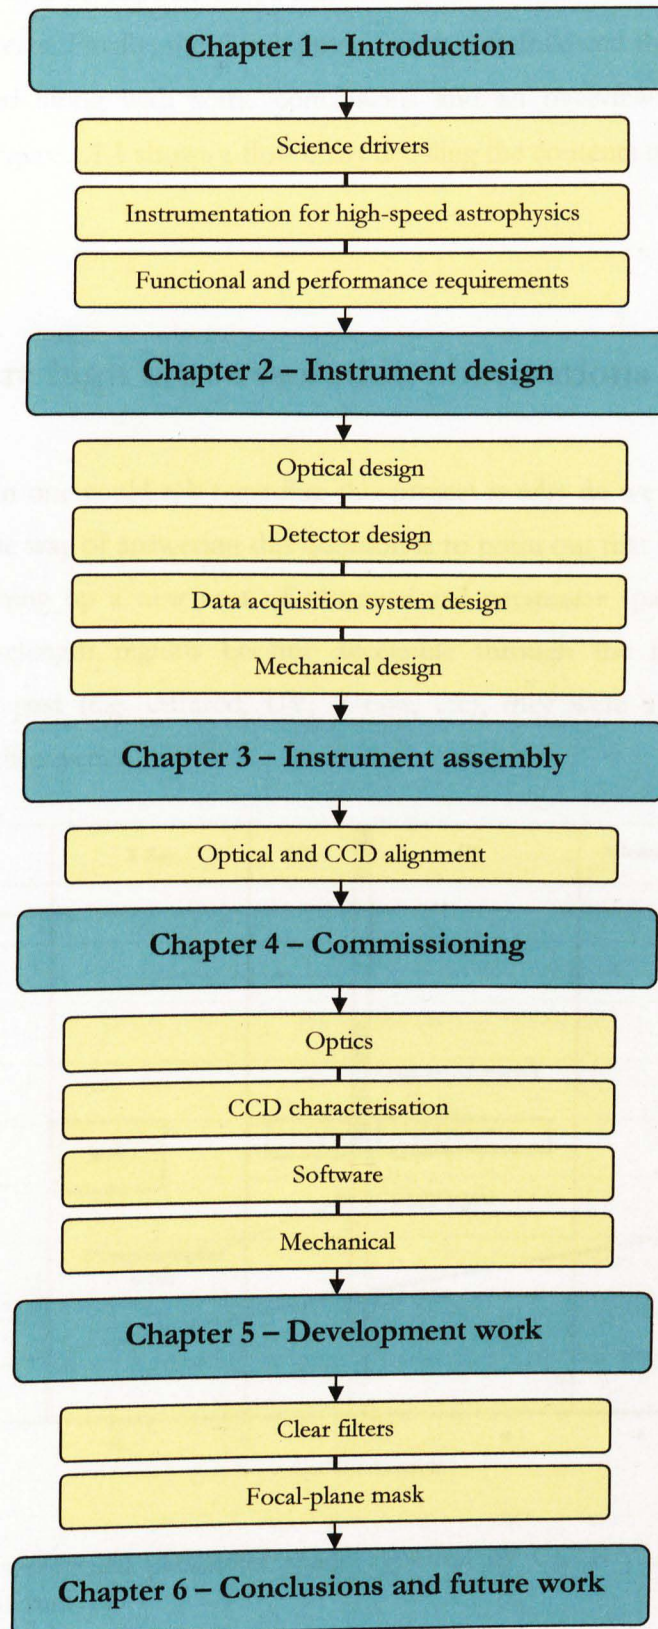 Chapter 1 – Introduction
Science drivers
Instrumentation for high-speed astrophysics
Functional and performance requirements
Chapter 2 – Instrument design
Optical design
Detector design
Data acquisition system design
Mechanical design
Chapter 3 – Instrument assembly
Optical and CCD alignment
Chapter 4 – Commissioning
Optics
CCD characterisation
Software
Mechanical
Chapter 5 – Development work
Clear filters
Focal-plane mask
Chapter 6 – Conclusions and future work